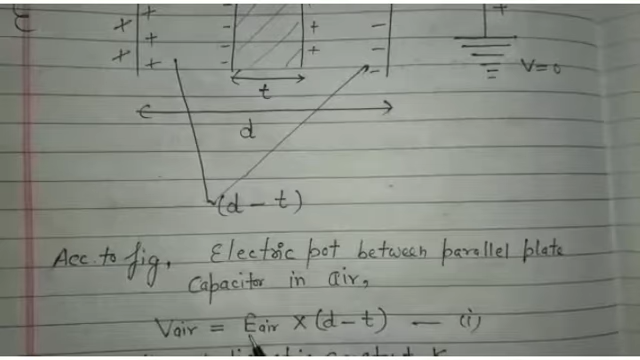 + + - + - +
+ + - + -
+ + - + -
t
V=0
d
(d - t)
Acc. to fig, Electric pot between parallel plate
Capacitor in air,
Vair = Eair × (d - t) — (i)